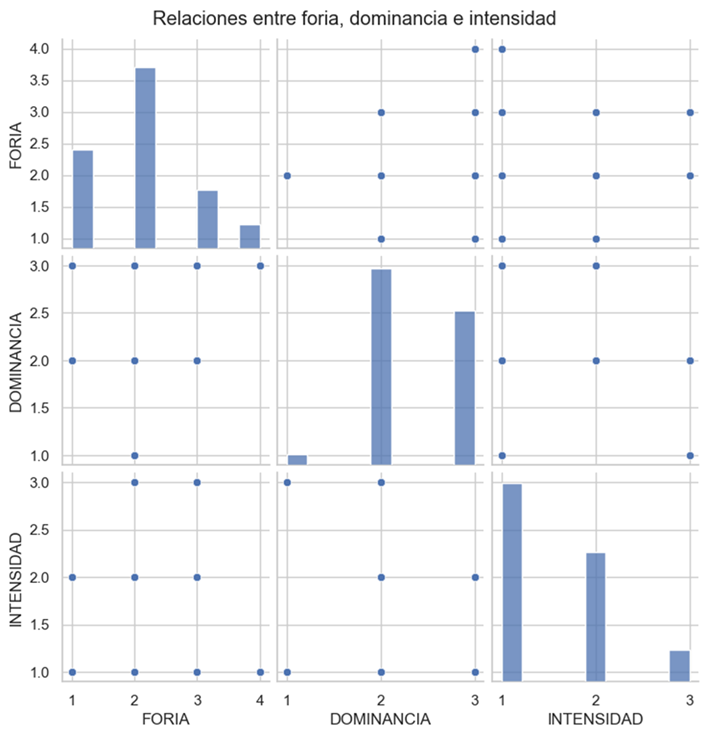 Relaciones entre foria, dominancia e intensidad
4.0
3.5
3.0
2.5
2.0
1.5
1.0
FORIA
3.0
2.5
2.0
1.5
1.0
DOMINANCIA
3.0
2.5
2.0
1.5
1.0
INTENSIDAD
1 2 3 4
FORIA
1 2 3
DOMINANCIA
1 2 3
INTENSIDAD